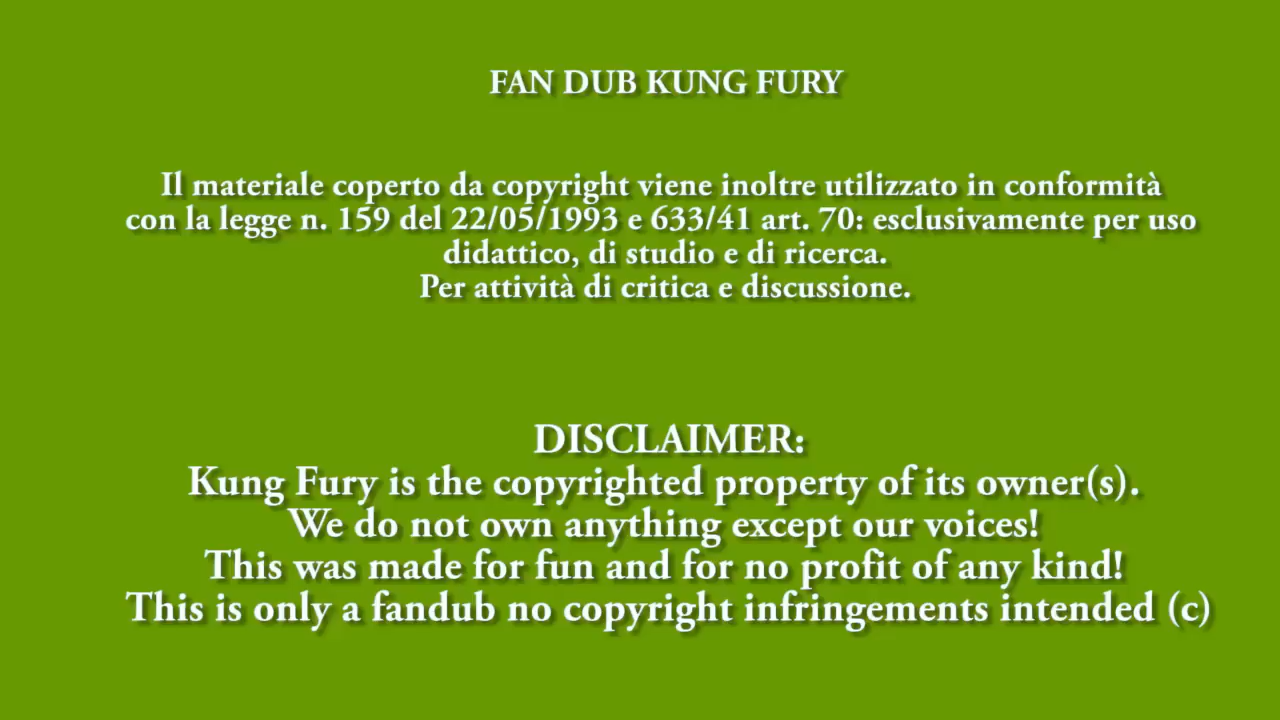 FAN DUB KUNG FURY
Il materiale coperto da copyright viene inoltre utilizzato in conformità
con la legge n. 159 del 22/05/1993 e 633/41 art. 70: esclusivamente per uso
didattico, di studio e di ricerca.
Per attività di critica e discussione.
DISCLAIMER:
Kung Fury is the copyrighted property of its owner(s).
We do not own anything except our voices!
This was made for fun and for no profit of any kind!
This is only a fandub no copyright infringements intended (c)